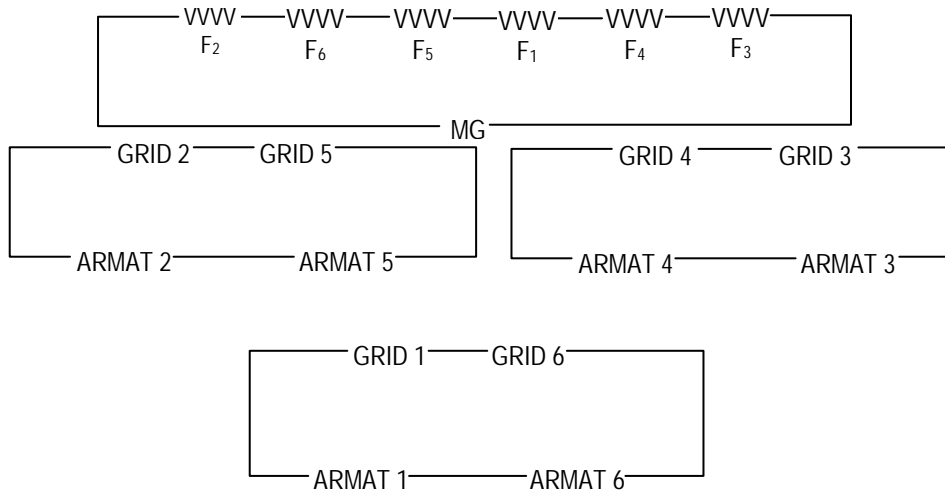 VVVV VVVV VVVV VVVV VVVV VVVV
F2 F6 F5 F1 F4 F3
MG
GRID 2 GRID 5 GRID 4 GRID 3
ARMAT 2 ARMAT 5 ARMAT 4 ARMAT 3
GRID 1 GRID 6
ARMAT 1 ARMAT 6